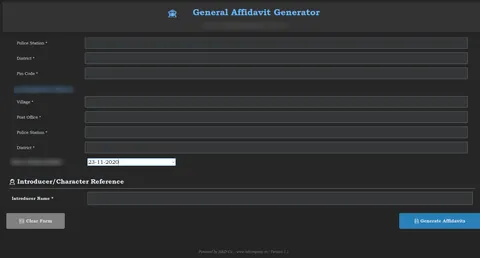 General Affidavit Generator
Police Station *
District *
Pin Code *
Village *
Post Office *
Police Station *
District *
23-11-2020
Introducer/Character Reference
Introducer Name *
Clear Form
Generate Affidavits